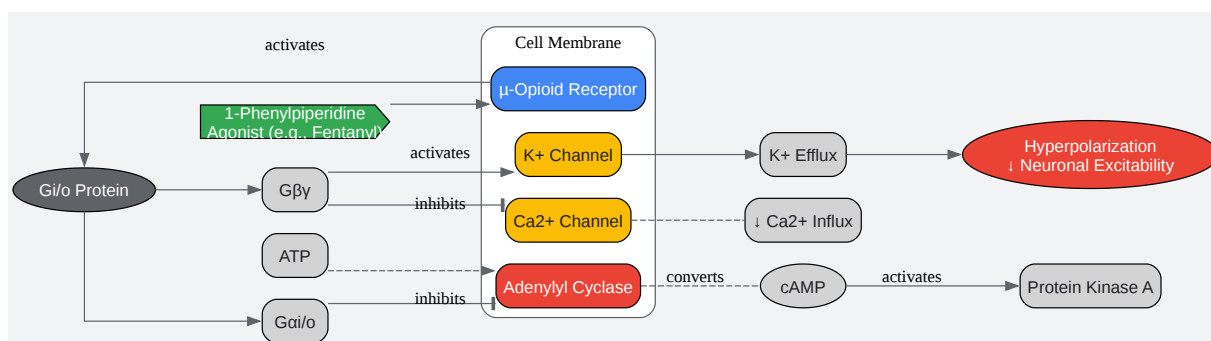 activates
Cell Membrane
µ-Opioid Receptor
1-Phenylpiperidine
Agonist (e.g., Fentanyl)
activates
K+ Channel
K+ Efflux
Hyperpolarization
↓ Neuronal Excitability
Gi/o Protein
Gβγ
inhibits
Ca2+ Channel
↓ Ca2+ Influx
ATP
Adenylyl Cyclase
converts
cAMP
activates
Protein Kinase A
inhibits
Gαi/o